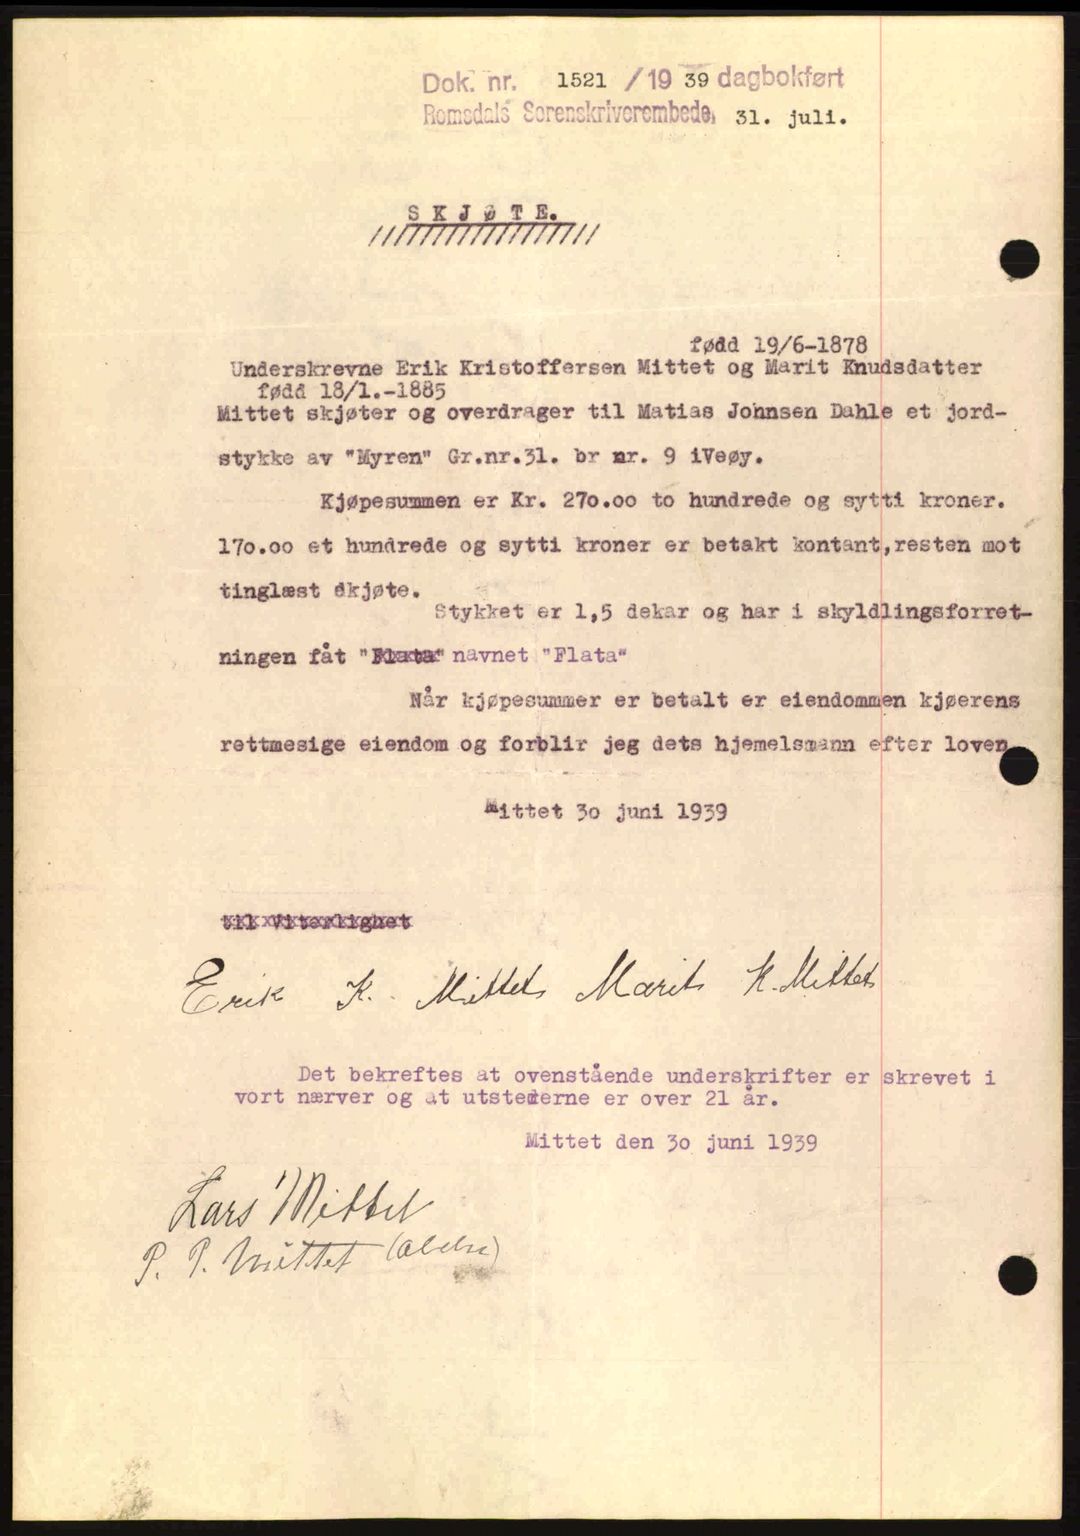 Dok. nr. 1521 /19 39 dagbokført
Romsdals Sorenskriverembede, 31. juli.
SKJØTE.
////////////////////
født 19/6-1878
Underskrevne Erik Kristoffersen Mittet og Marit Knudsdatter
født 18/1.-1885
Mittet skjøter og overdrager til Matias Johnsen Dahle et jord-
stykke av "Myren" Gr.nr.31. br nr. 9 iVeøy.
Kjøpesummen er Kr. 270.00 to hundrede og sytti kroner.
170.00 et hundrede og sytti kroner er betakt kontant,resten mot
tinglæst skjøte.
Stykket er 1,5 dekar og har i skyldlingsforret-
ningen fåt "Flata" navnet "Flata"
Når kjøpesummer er betalt er eiendommen kjøerens
rettmesige eiendom og forblir jeg dets hjemelsmann efter loven
Mittet 30 juni 1939
til Viterlighet
Erik K. Mittet Marit K. Mittet
Det bekreftes at ovenstående underskrifter er skrevet i
vort nærver og at utstederne er over 21 år.
Mittet den 30 juni 1939
Lars Mittet
P. P. Mittet